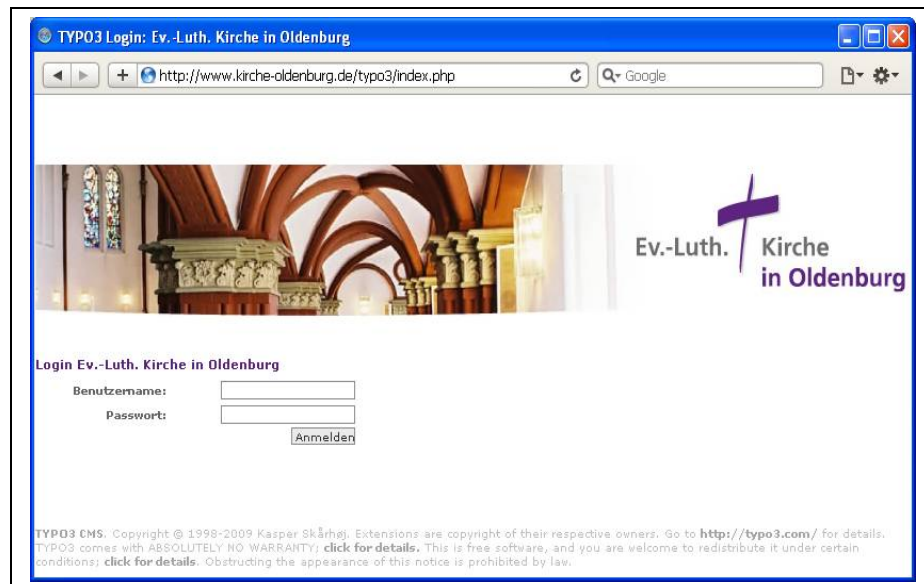 TYPO3 Login: Ev.-Luth. Kirche in Oldenburg
http://www.kirche-oldenburg.de/typo3/index.php
Google
Ev.-Luth. Kirche
in Oldenburg
Login Ev.-Luth. Kirche in Oldenburg
Benutzername:
Passwort:
Anmelden
TYPO3 CMS. Copyright © 1998-2009 Kasper Skårhøj. Extensions are copyright of their respective owners. Go to http://typo3.com/ for details.
TYPO3 comes with ABSOLUTELY NO WARRANTY; click for details. This is free software, and you are welcome to redistribute it under certain
conditions; click for details. Obstructing the appearance of this notice is prohibited by law.